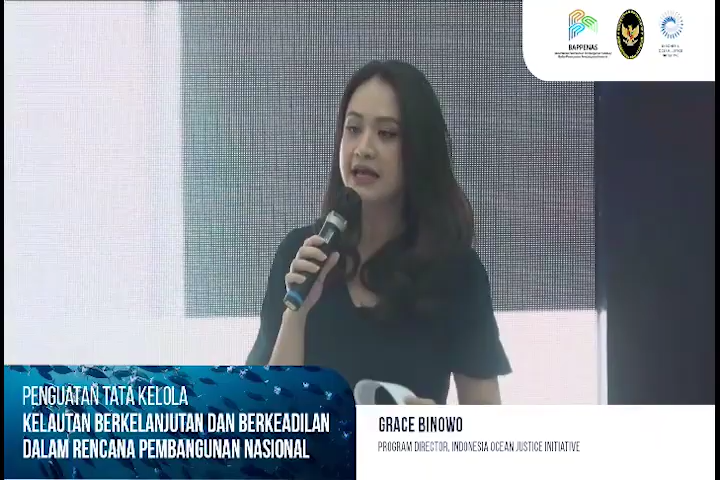 BAPPENAS
PENGUATAN TATA KELOLA
KELAUTAN BERKELANJUTAN DAN BERKEADILAN
DALAM RENCANA PEMBANGUNAN NASIONAL
GRACE BINOWO
PROGRAM DIRECTOR, INDONESIA OCEAN JUSTICE INITIATIVE